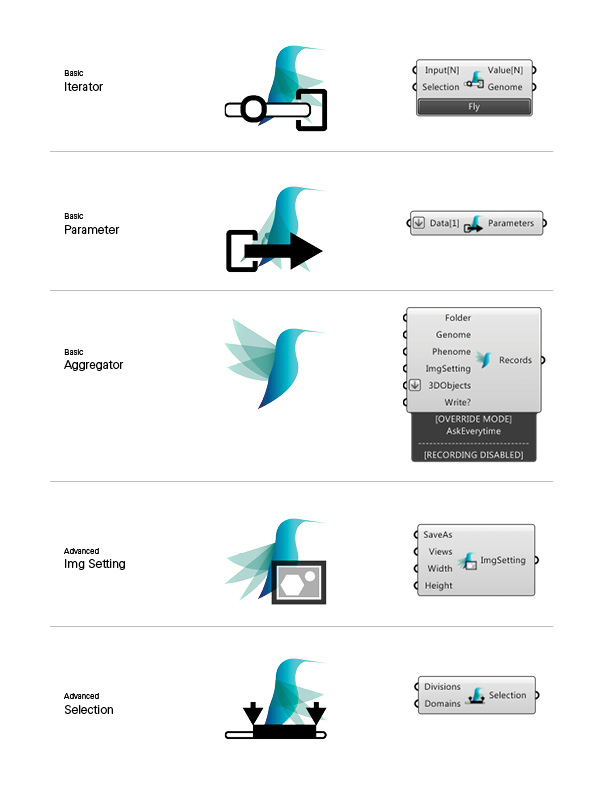 Basic
Iterator
Input[N]
Value[N]
Selection
Genome
Fly
Basic
Parameter
Data[1]
Parameters
Basic
Aggregator
Folder
Genome
Phenome
ImgSetting
Records
3DObjects
Write?
[OVERRIDE MODE]
AskEverytime
[RECORDING DISABLED]
Advanced
Img Setting
SaveAs
Views
ImgSetting
Width
Height
Advanced
Selection
Divisions
Selection
Domains